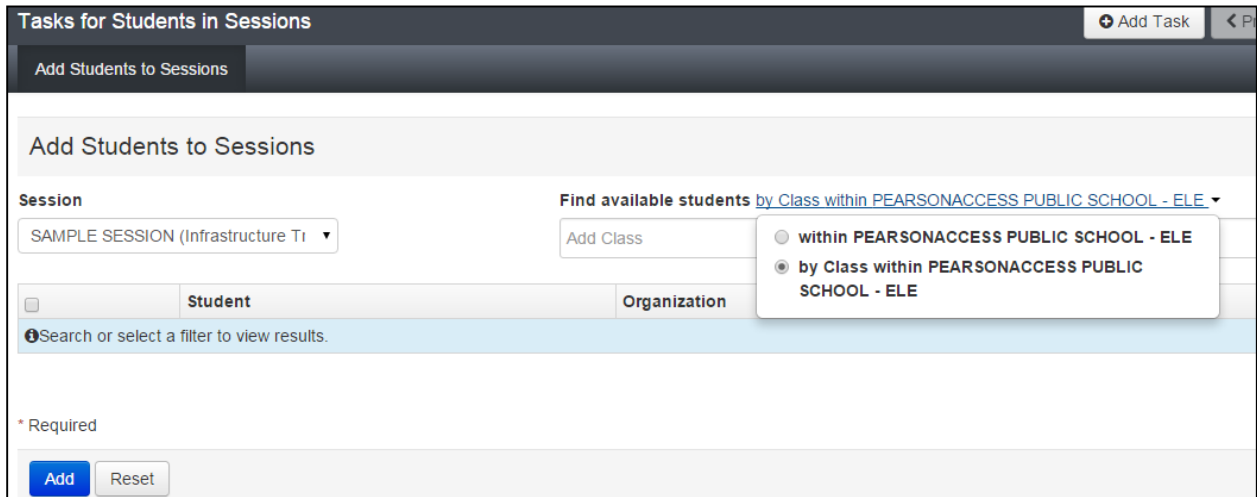 Tasks for Students in Sessions
Add Task
Add Students to Sessions
Add Students to Sessions
Session
Find available students by Class within PEARSONACCESS PUBLIC SCHOOL - ELE
SAMPLE SESSION (Infrastructure
Add Class
within PEARSONACCESS PUBLIC SCHOOL - ELE
by Class within PEARSONACCESS PUBLIC
SCHOOL - ELE
Student
Organization
Search or select a filter to view results.
* Required
Add
Reset